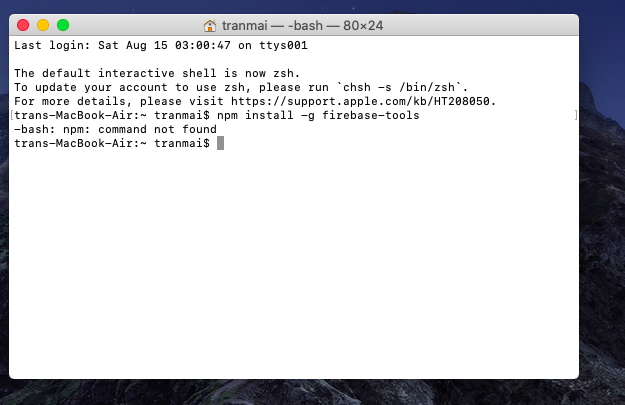 tranmai — -bash — 80×24
Last login: Sat Aug 15 03:00:47 on ttys001
The default interactive shell is now zsh.
To update your account to use zsh, please run `chsh -s /bin/zsh`.
For more details, please visit https://support.apple.com/kb/HT208050.
[trans-MacBook-Air:~ tranmai$ npm install -g firebase-tools ]
-bash: npm: command not found
trans-MacBook-Air:~ tranmai$